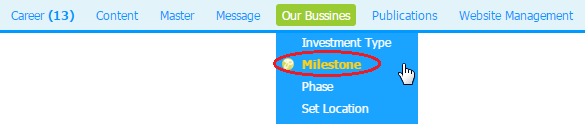 Career (13) Content Master Message Our Bussines Publications Website Management
Investment Type
Milestone
Phase
Set Location